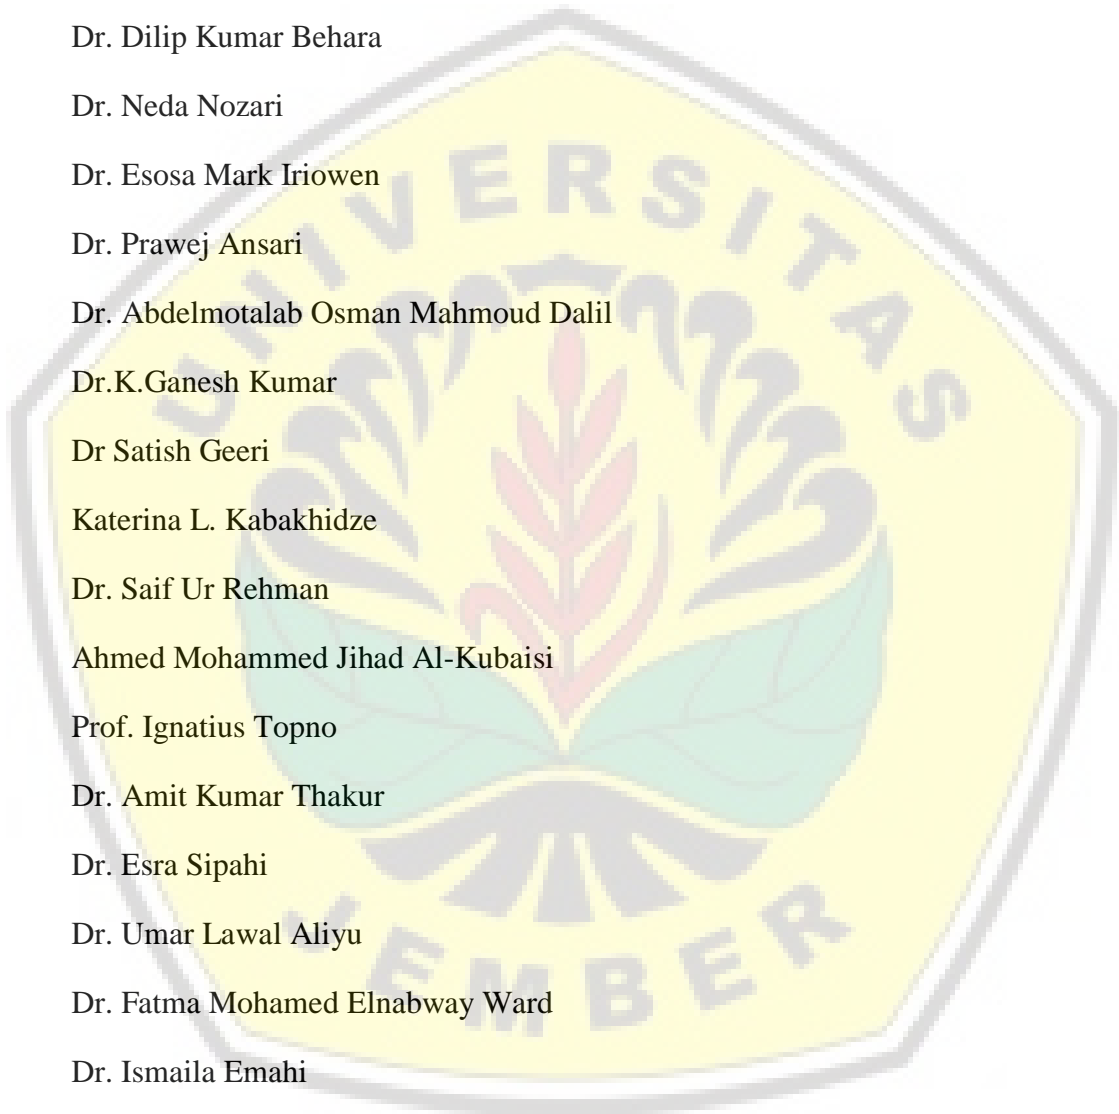 Dr. Dilip Kumar Behara
Dr. Neda Nozari
Dr. Esosa Mark Iriowen
Dr. Prawej Ansari
Dr. Abdelmotalab Osman Mahmoud Dalil
Dr.K.Ganesh Kumar
Dr Satish Geeri
Katerina L. Kabakhidze
Dr. Saif Ur Rehman
Ahmed Mohammed Jihad Al-Kubaisi
Prof. Ignatius Topno
Dr. Amit Kumar Thakur
Dr. Esra Sipahi
Dr. Umar Lawal Aliyu
Dr. Fatma Mohamed Elnabway Ward
Dr. Ismaila Emahi
UNIVERSITAS
JEMBER